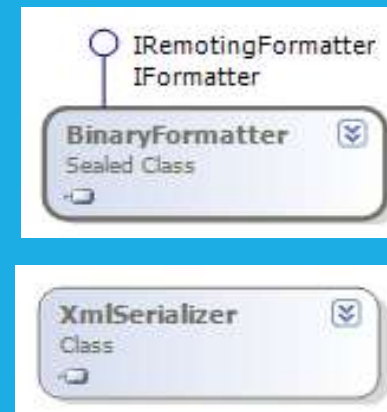 IRemotingFormatter
IFormatter
BinaryFormatter
Sealed Class
XmlSerializer
Class